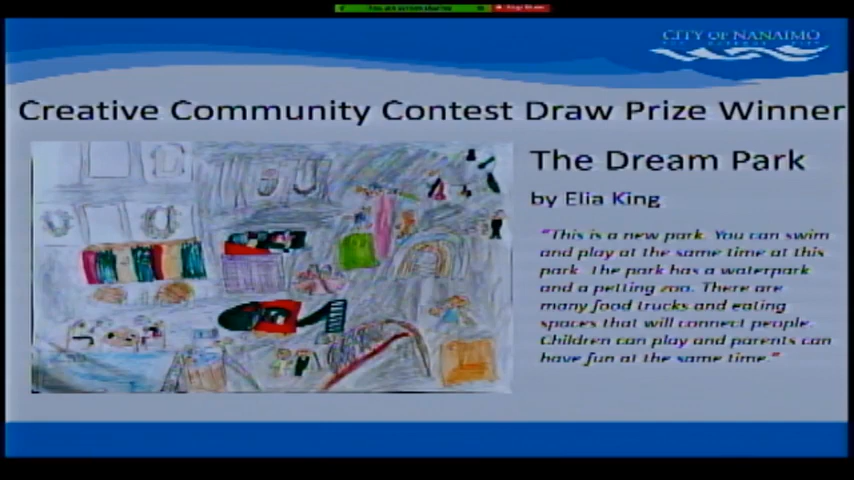 CITY OF NANAIMO
Creative Community Contest Draw Prize Winner
The Dream Park
by Elia King
"This is a new park. You can swim
and play at the same time at this
park. The park has a waterpark
and a petting zoo. There are
many food trucks and eating
spaces that will connect people.
Children can play and parents can
have fun at the same time."